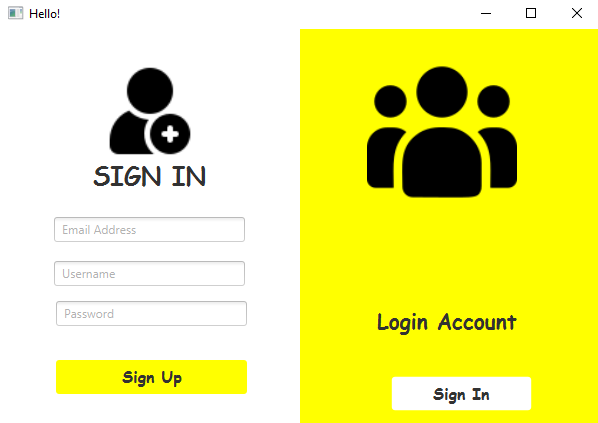 Hello!
SIGN IN
Email Address
Username
Password
Sign Up
Login Account
Sign In